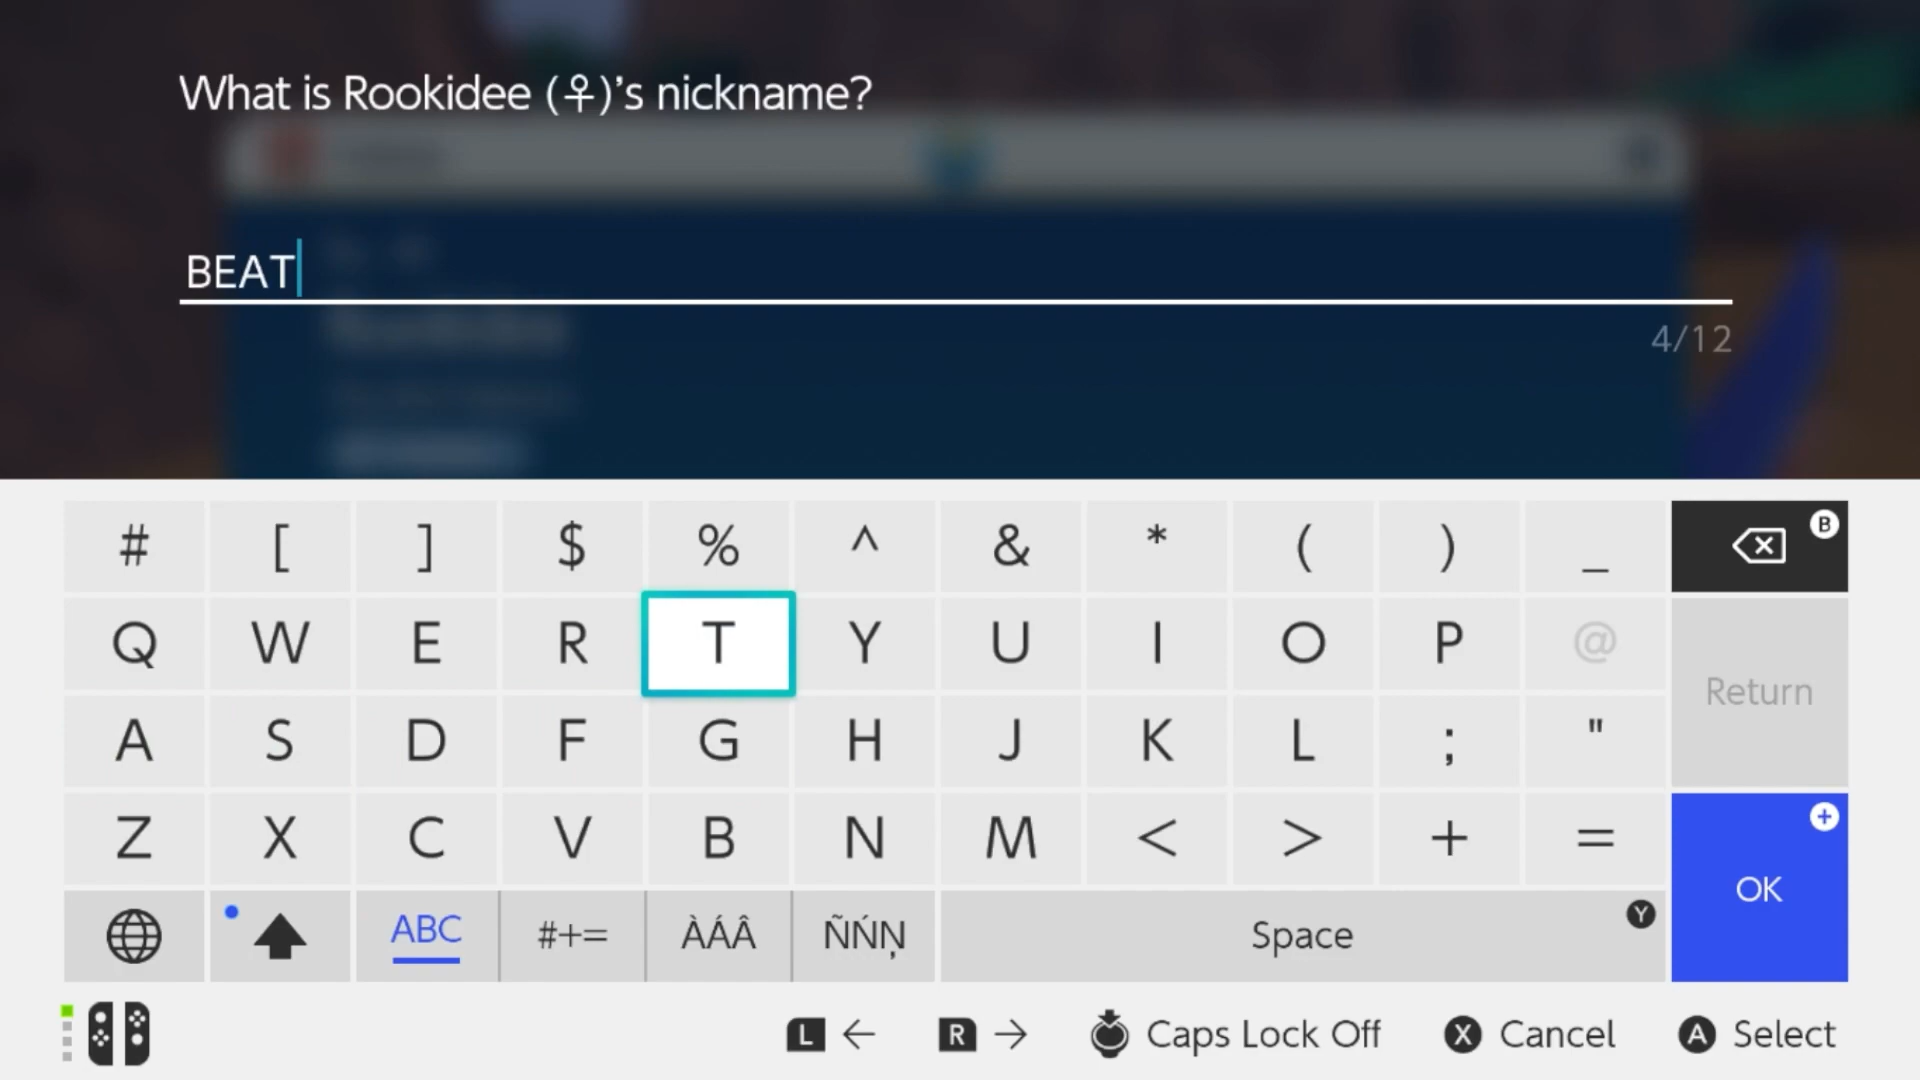 What is Rookidee (♀)'s nickname?
BEAT
4/12
# [ ] $ % ^ & * ( ) _ B
Q W E R T Y U I O P @ Return
A S D F G H J K L ; "
Z X C V B N M < > + = + OK
ABC #+= ÀÁÂ ÑŃŅ Space Y
L ← R → Caps Lock Off X Cancel A Select